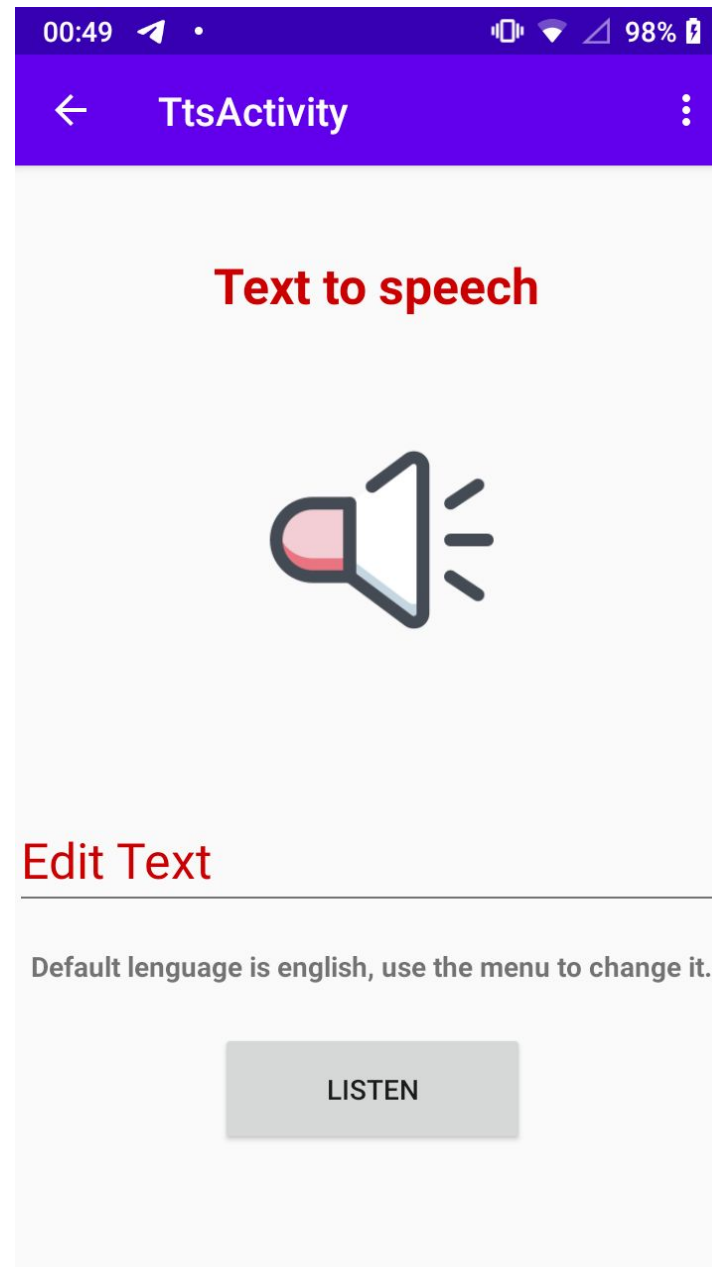 00:49 98%
TtsActivity
Text to speech
Edit Text
Default lenguage is english, use the menu to change it.
LISTEN